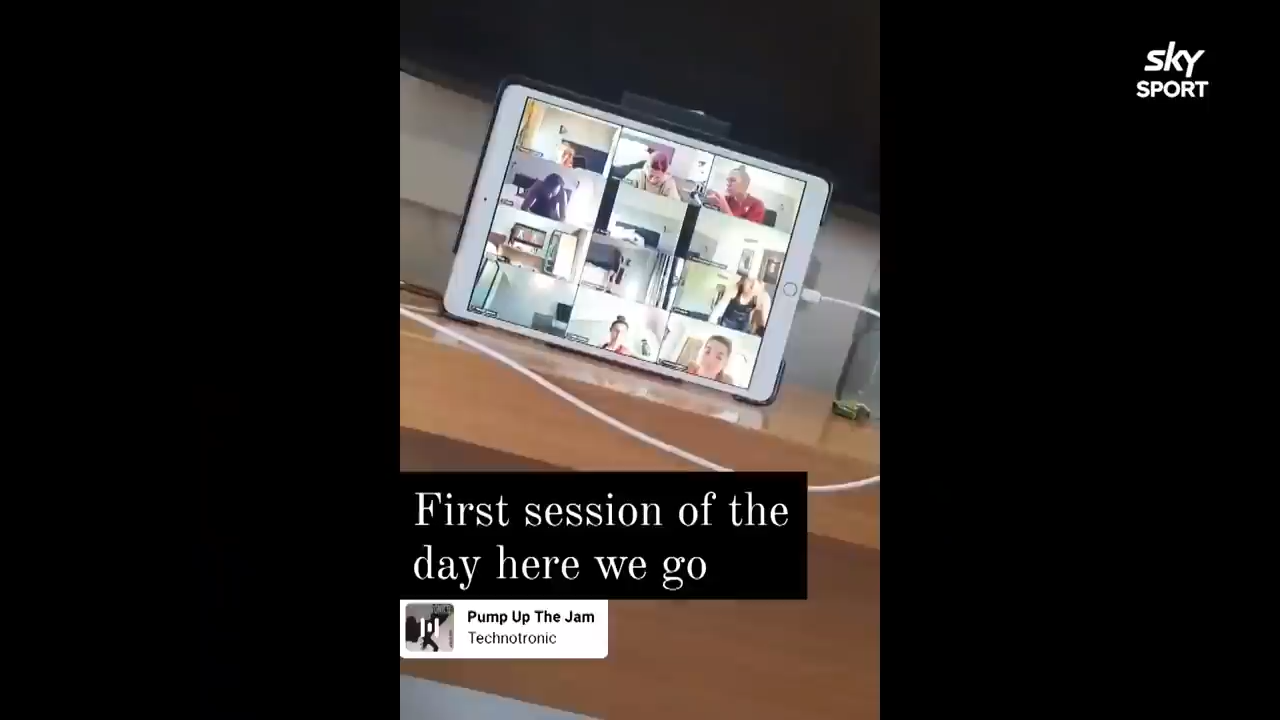 sky
SPORT
First session of the
day here we go
Pump Up The Jam
Technotronic